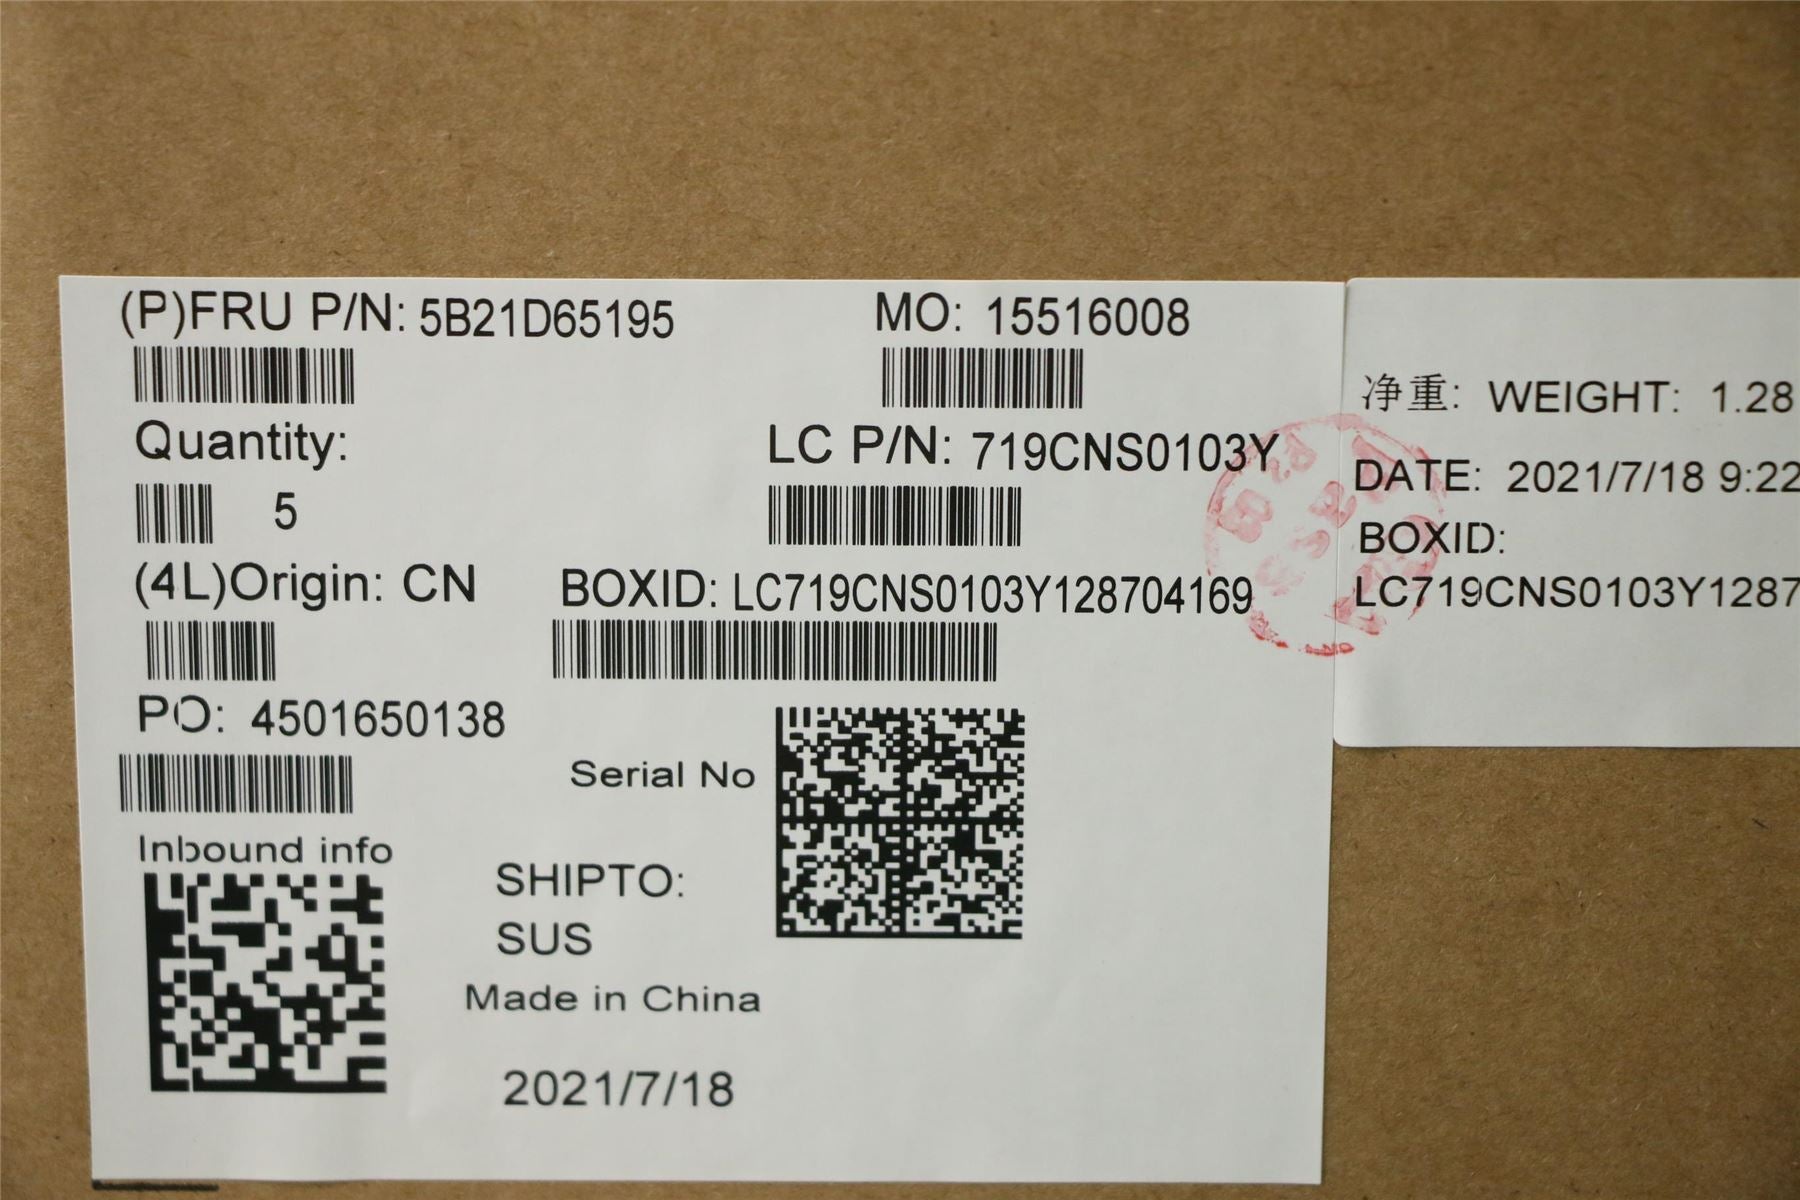 (P)FRU P/N: 5B21D65195
MO: 15516008
Quantity:
5
LC P/N: 719CNS0103Y
(4L)Origin: CN
BOXID: LC719CNS0103Y128704169
PO: 4501650138
Serial No
Inbound info
SHIPTO:
SUS
Made in China
2021/7/18
净重: WEIGHT: 1.28
DATE: 2021/7/18 9:22
BOXID:
LC719CNS0103Y1287